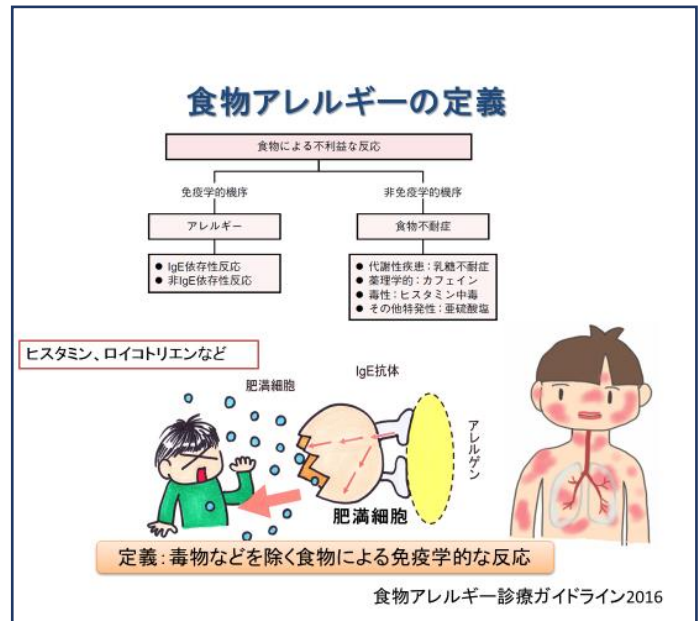 食物アレルギーの定義
食物による不利益な反応
免疫学的機序
非免疫学的機序
アレルギー
食物不耐症
● IgE依存性反応
● 非IgE依存性反応
● 代謝性疾患：乳糖不耐症
● 薬理学的：カフェイン
● 毒性：ヒスタミン中毒
● その他特発性：亜硫酸塩
ヒスタミン、ロイコトリエンなど
肥満細胞
IgE抗体
アレルゲン
肥満細胞
定義：毒物などを除く食物による免疫学的な反応
食物アレルギー診療ガイドライン2016